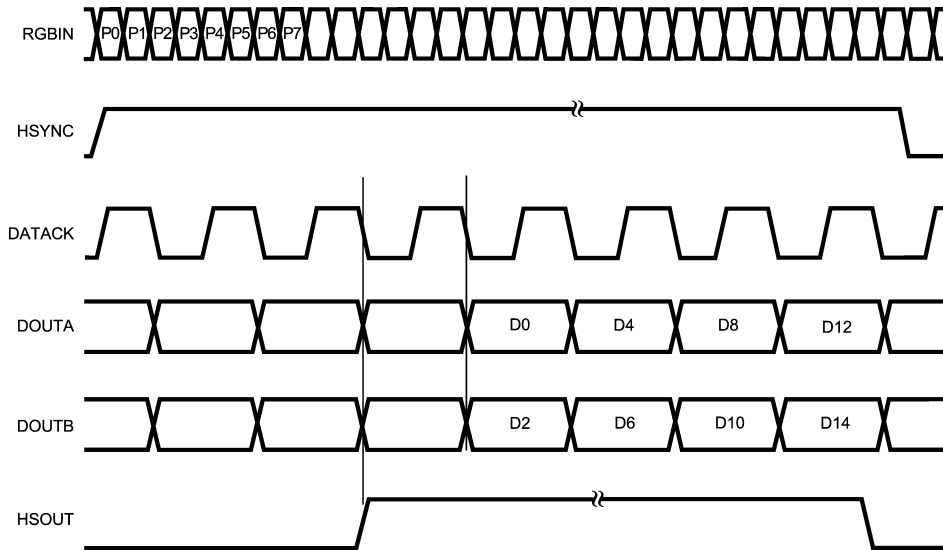 RGBIN P0 P1 P2 P3 P4 P5 P6 P7
HSYNC
DATACK
DOUTA D0 D4 D8 D12
DOUTB D2 D6 D10 D14
HSOUT